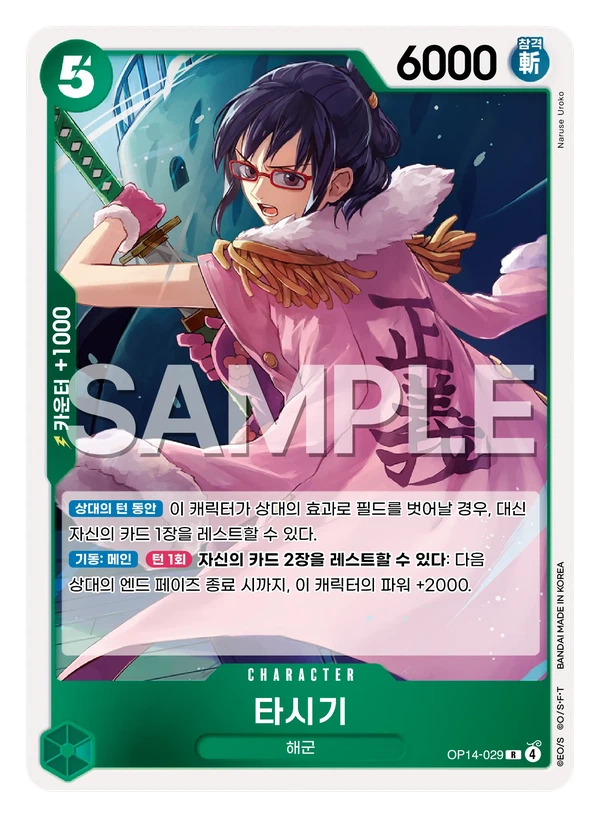 5
6000
참격
斬
Naruse Uroko
正義
카운터 +1000
SAMPLE
상대의 턴 동안 이 캐릭터가 상대의 효과로 필드를 벗어날 경우, 대신
자신의 카드 1장을 레스트할 수 있다.
기동: 메인 턴 1회 자신의 카드 2장을 레스트할 수 있다: 다음
상대의 엔드 페이즈 종료 시까지, 이 캐릭터의 파워 +2000.
CHARACTER
타시기
해군
OP14-029 R 4
©EO/S ©O/S·F·T BANDAI MADE IN KOREA